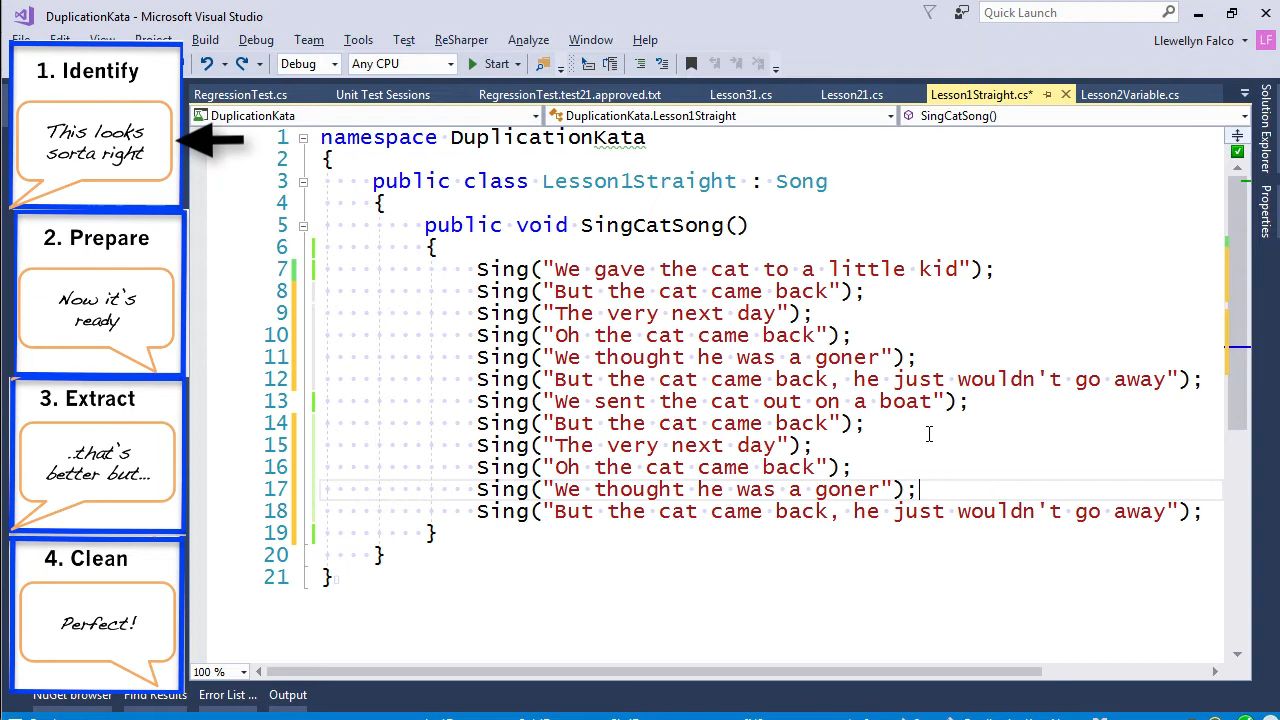 DuplicationKata - Microsoft Visual Studio
Quick Launch
File Edit View Project Build Debug Team Tools Test ReSharper Analyze Window Help
Llewellyn Falco LF
Debug Any CPU Start
RegressionTest.cs Unit Test Sessions RegressionTest.test21.approved.txt Lesson31.cs Lesson21.cs Lesson1Straight.cs* Lesson2Variable.cs
DuplicationKata DuplicationKata.Lesson1Straight SingCatSong()
1. Identify
This looks
sorta right
2. Prepare
Now it's
ready
3. Extract
..that's
better but...
4. Clean
Perfect!
1 namespace DuplicationKata
2 {
3 public class Lesson1Straight : Song
4 {
5 public void SingCatSong()
6 {
7 Sing("We gave the cat to a little kid");
8 Sing("But the cat came back");
9 Sing("The very next day");
10 Sing("Oh the cat came back");
11 Sing("We thought he was a goner");
12 Sing("But the cat came back, he just wouldn't go away");
13 Sing("We sent the cat out on a boat");
14 Sing("But the cat came back");
15 Sing("The very next day");
16 Sing("Oh the cat came back");
17 Sing("We thought he was a goner");
18 Sing("But the cat came back, he just wouldn't go away");
19 }
20 }
21 }
Solution Explorer
Properties
100 %
NuGet browser Find Results Error List ... Output